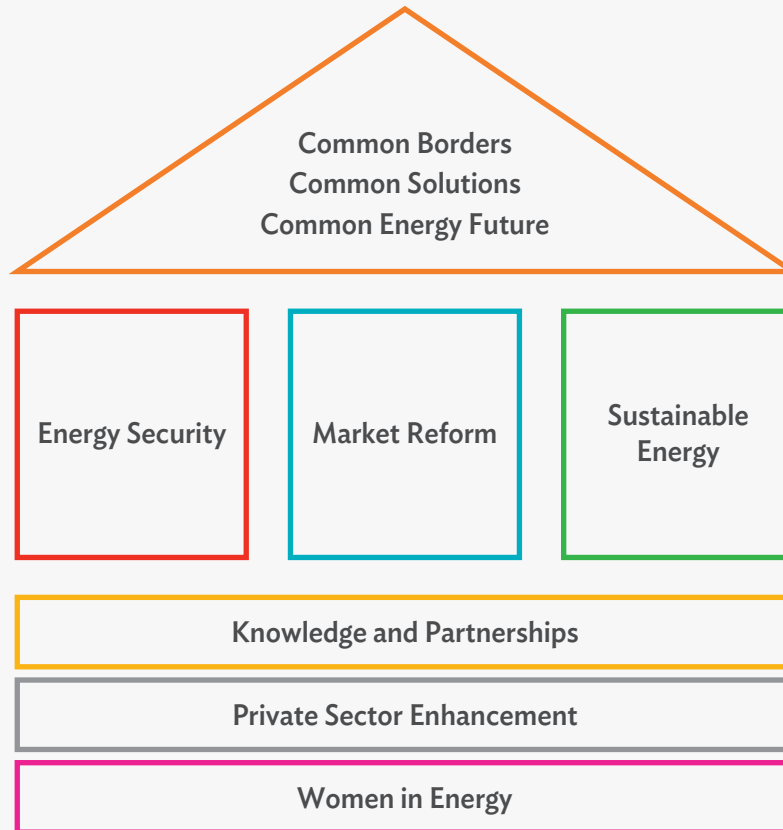 Common Borders
Common Solutions
Common Energy Future
Energy Security
Market Reform
Sustainable
Energy
Knowledge and Partnerships
Private Sector Enhancement
Women in Energy